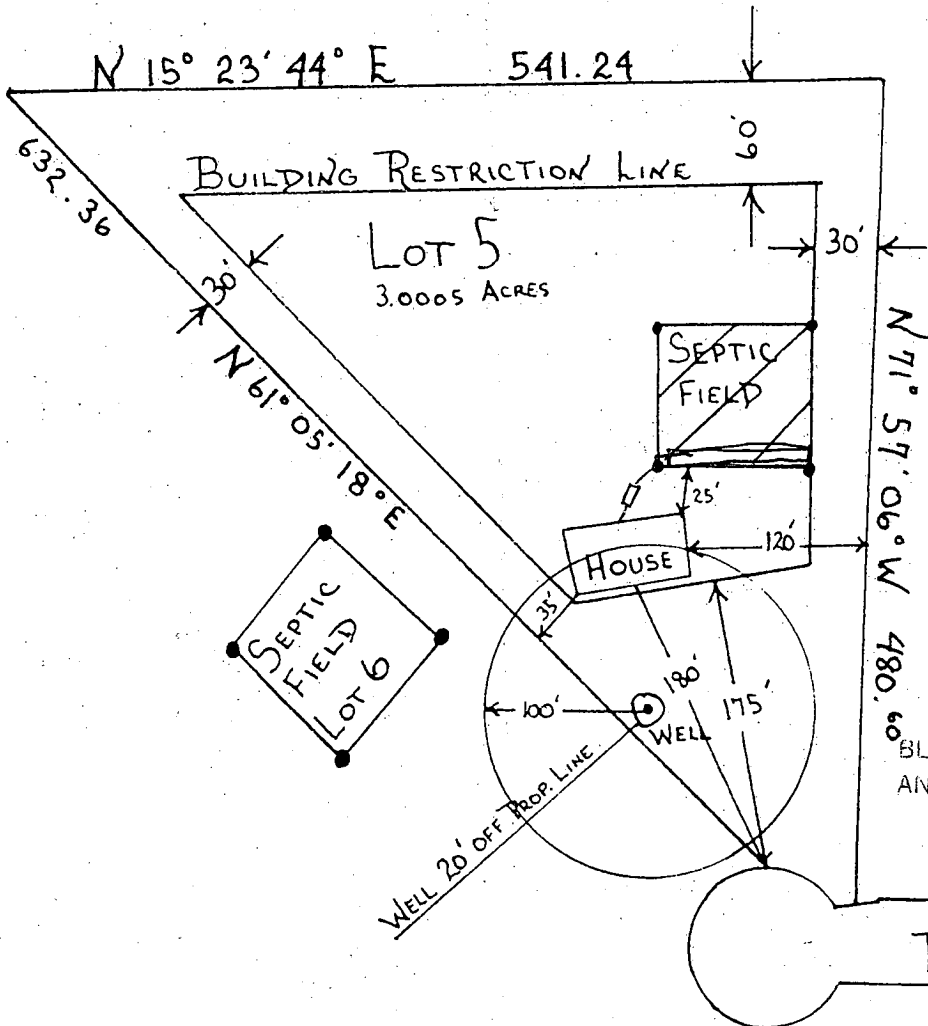 N 15° 23' 44° E 541.24
632.36
60'
BUILDING RESTRICTION LINE
LOT 5
3.0005 ACRES
30'
30'
N 61° 05' 18° E
N 71° 57' 06° W 480.60
SEPTIC
FIELD
25'
120'
HOUSE
35'
SEPTIC
FIELD
LOT 6
100'
180'
175'
WELL
WELL 20' OFF PROP. LINE
BL
AN
T